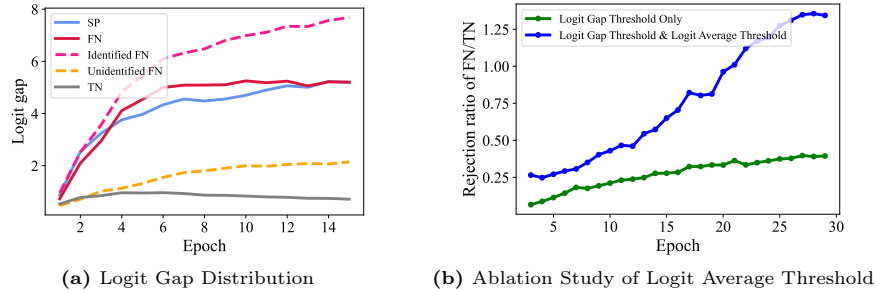 8
6
4
2
Logit gap
SP
FN
Identified FN
Unidentified FN
TN
2 4 6 8 10 12 14
Epoch
(a) Logit Gap Distribution
1.25
1.00
0.75
0.50
0.25
Rejection ratio of FN/TN
Logit Gap Threshold Only
Logit Gap Threshold & Logit Average Threshold
5 10 15 20 25 30
Epoch
(b) Ablation Study of Logit Average Threshold